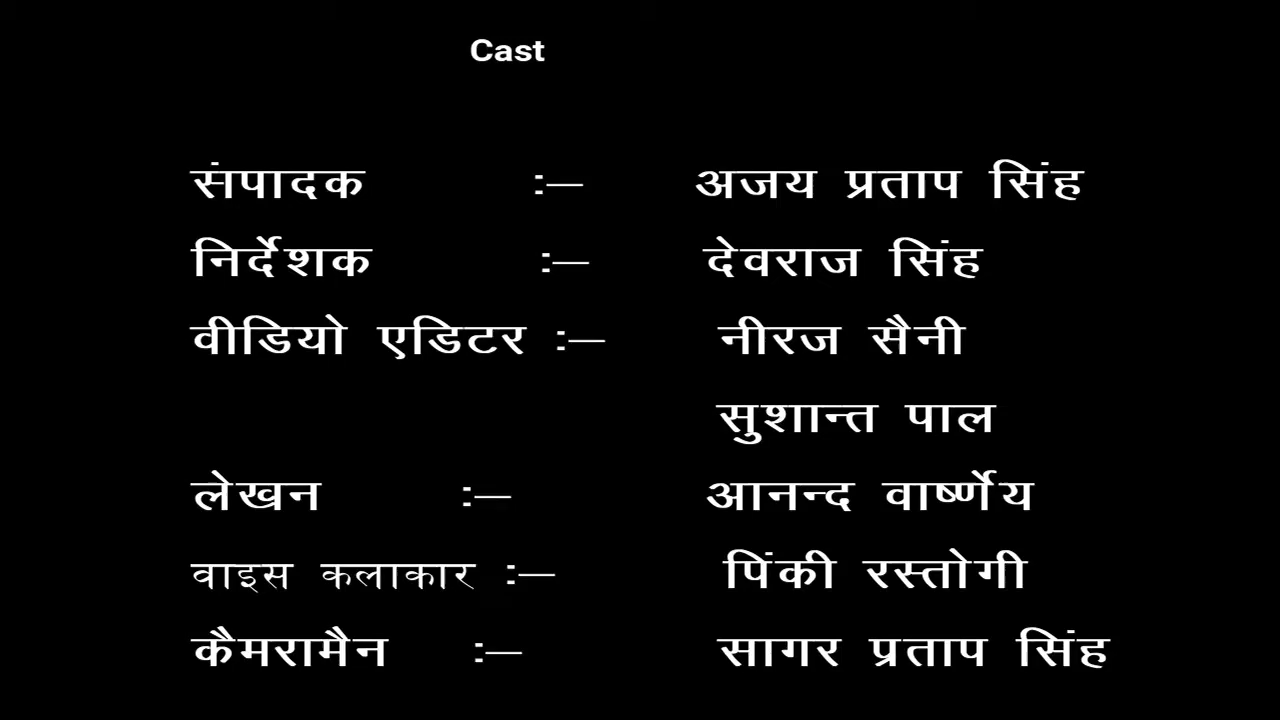 Cast
संपादक :— अजय प्रताप सिंह
निर्देशक :— देवराज सिंह
वीडियो एडिटर :— नीरज सैनी
सुशान्त पाल
लेखन :— आनन्द वार्ष्णेय
वाइस कलाकार :— पिंकी रस्तोगी
कैमरामैन :— सागर प्रताप सिंह